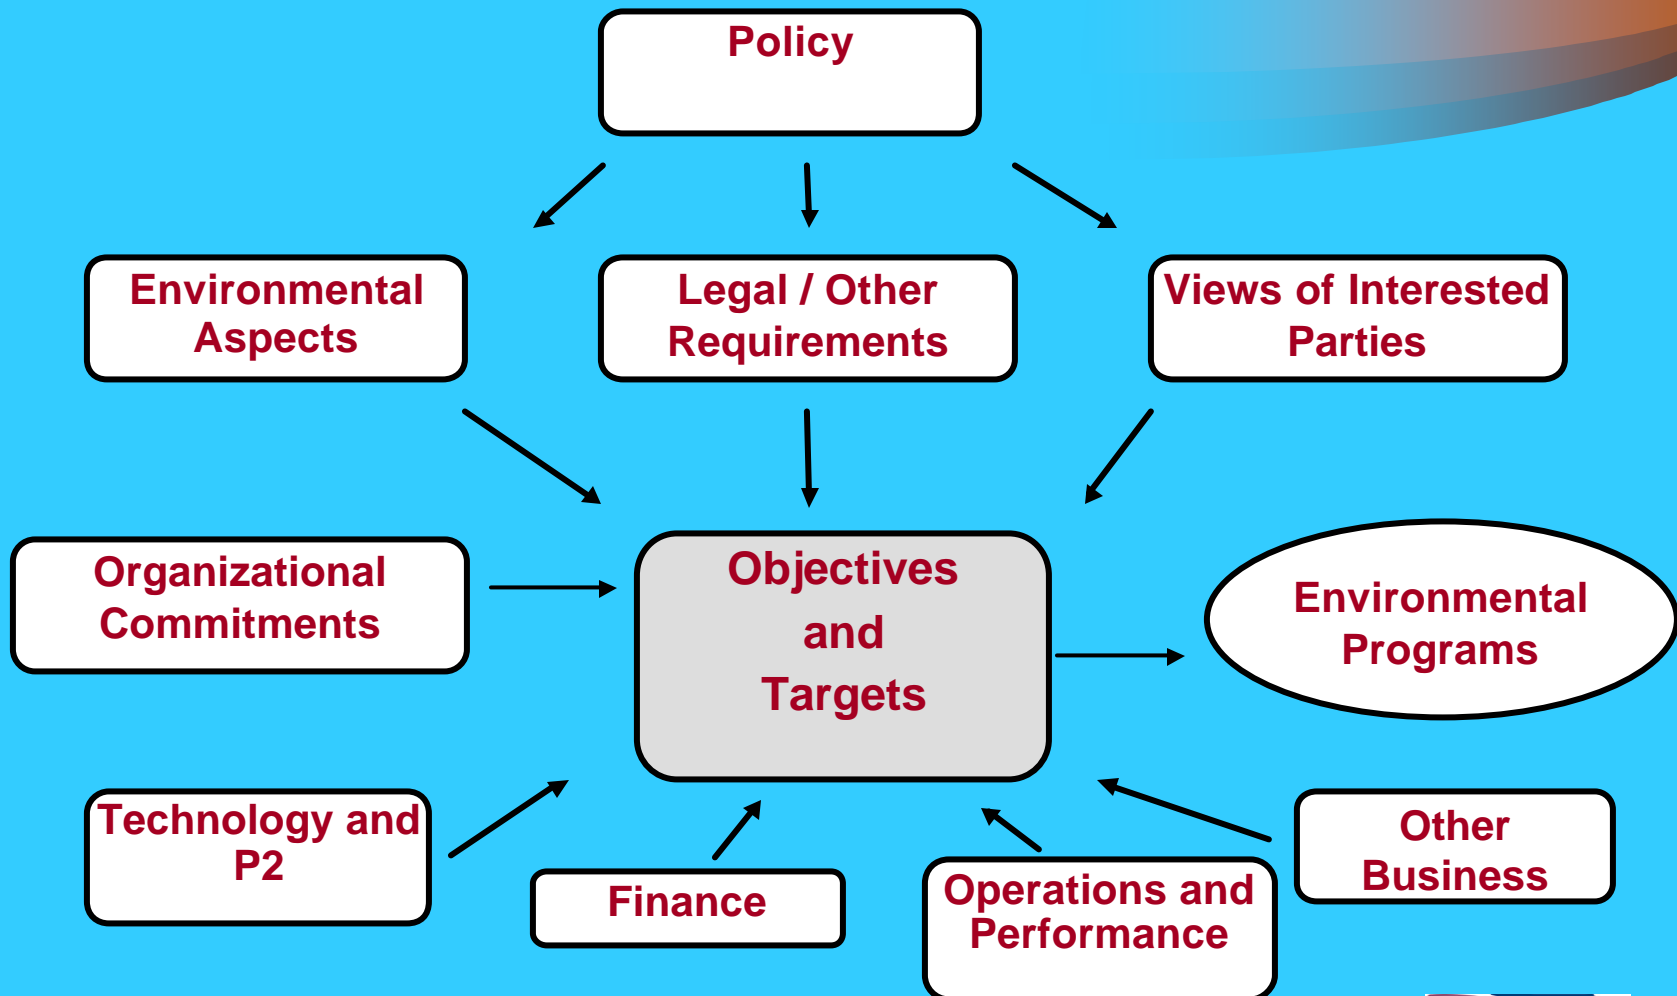 Policy
Environmental
Aspects
Legal / Other
Requirements
Views of Interested
Parties
Organizational
Commitments
Objectives
and
Targets
Environmental
Programs
Technology and
P2
Finance
Operations and
Performance
Other
Business